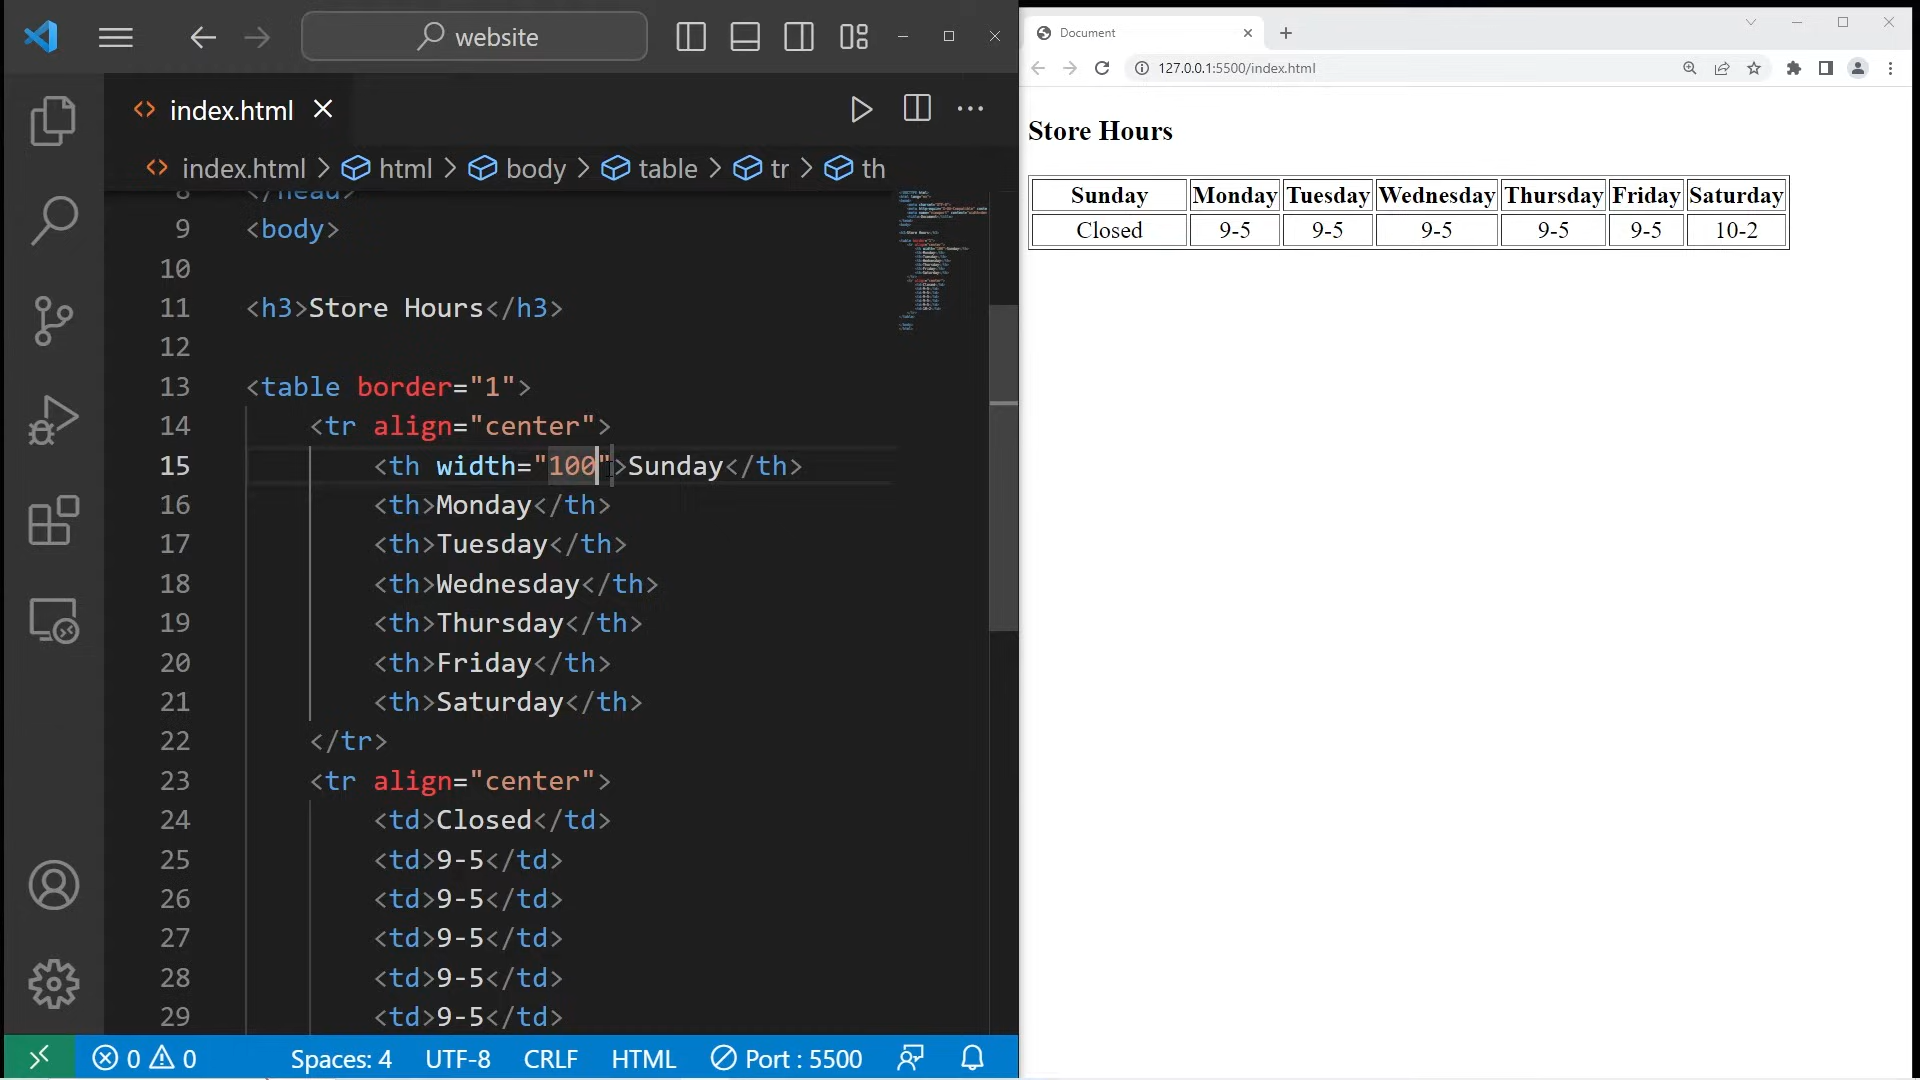 website
index.html
index.html > html > body > table > tr > th
8 </head>
9 <body>
10
11 <h3>Store Hours</h3>
12
13 <table border="1">
14 <tr align="center">
15 <th width="100">Sunday</th>
16 <th>Monday</th>
17 <th>Tuesday</th>
18 <th>Wednesday</th>
19 <th>Thursday</th>
20 <th>Friday</th>
21 <th>Saturday</th>
22 </tr>
23 <tr align="center">
24 <td>Closed</td>
25 <td>9-5</td>
26 <td>9-5</td>
27 <td>9-5</td>
28 <td>9-5</td>
29 <td>9-5</td>
0 0 Spaces: 4 UTF-8 CRLF HTML Port : 5500
Document
127.0.0.1:5500/index.html
Store Hours
Sunday Monday Tuesday Wednesday Thursday Friday Saturday
Closed 9-5 9-5 9-5 9-5 9-5 10-2